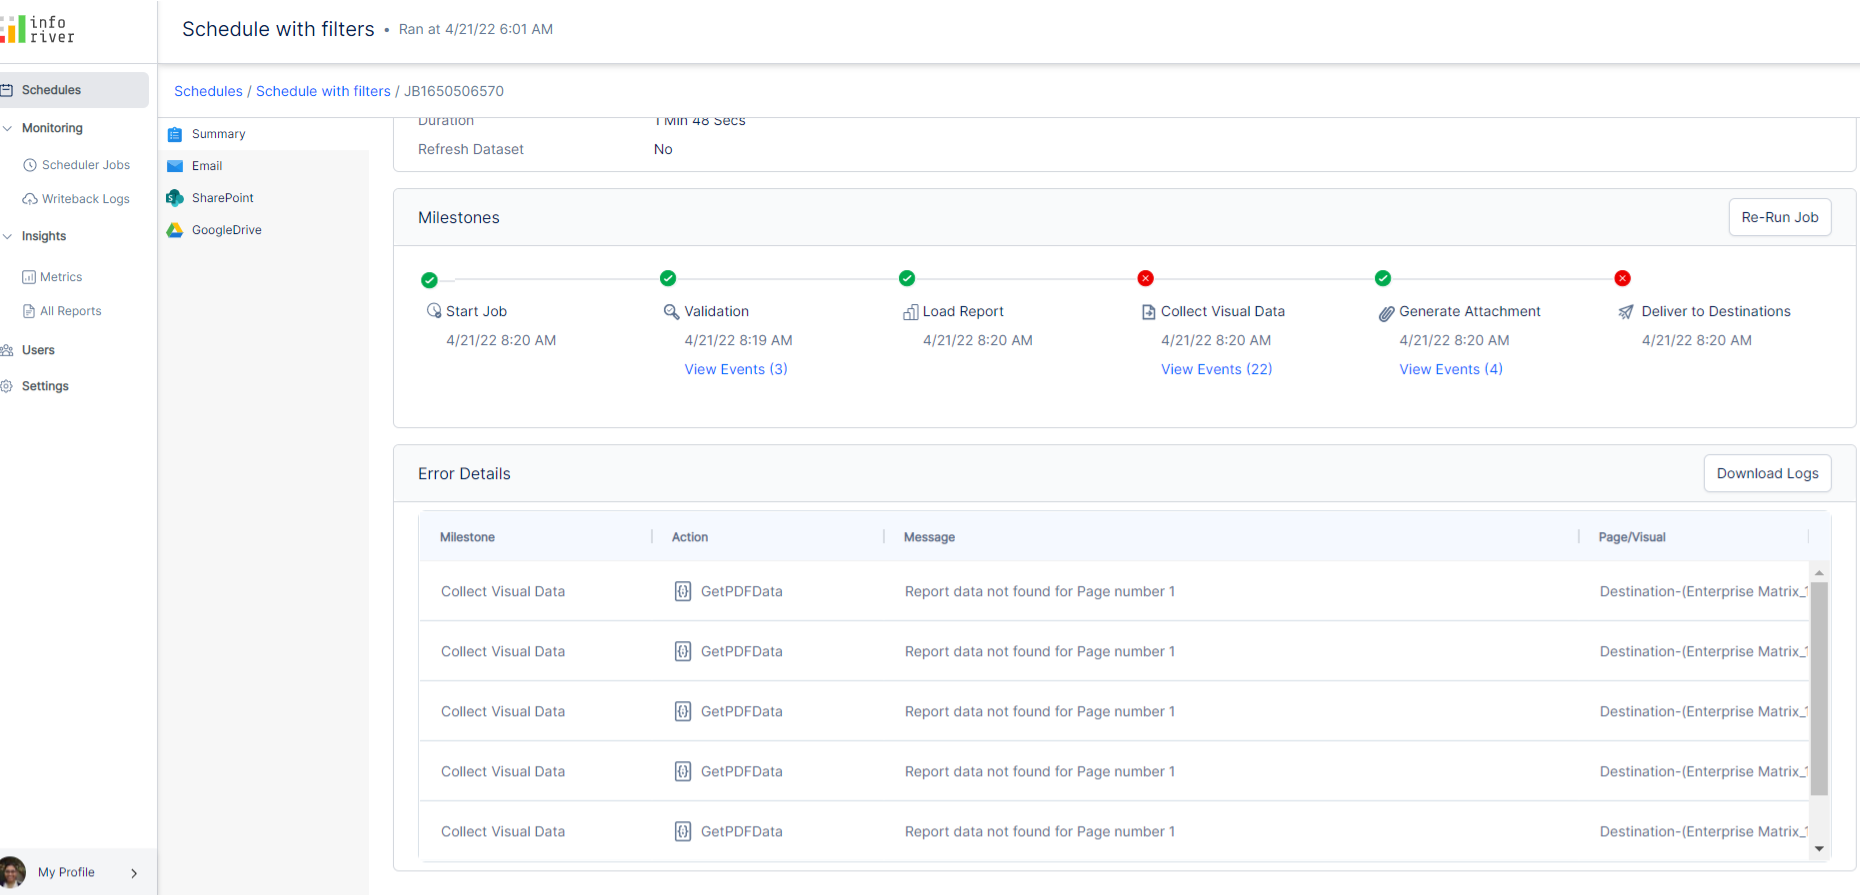 info
river
Schedule with filters • Ran at 4/21/22 6:01 AM
Schedules
Monitoring
Scheduler Jobs
Writeback Logs
Insights
Metrics
All Reports
Users
Settings
My Profile
Schedules / Schedule with filters / JB1650506570
Summary
Email
SharePoint
GoogleDrive
Duration 1 Min 48 Secs
Refresh Dataset No
Milestones Re-Run Job
Start Job Validation Load Report Collect Visual Data Generate Attachment Deliver to Destinations
4/21/22 8:20 AM 4/21/22 8:19 AM 4/21/22 8:20 AM 4/21/22 8:20 AM 4/21/22 8:20 AM 4/21/22 8:20 AM
View Events (3) View Events (22) View Events (4)
Error Details Download Logs
Milestone Action Message Page/Visual
Collect Visual Data GetPDFData Report data not found for Page number 1 Destination-(Enterprise Matrix_1
Collect Visual Data GetPDFData Report data not found for Page number 1 Destination-(Enterprise Matrix_1
Collect Visual Data GetPDFData Report data not found for Page number 1 Destination-(Enterprise Matrix_1
Collect Visual Data GetPDFData Report data not found for Page number 1 Destination-(Enterprise Matrix_1
Collect Visual Data GetPDFData Report data not found for Page number 1 Destination-(Enterprise Matrix_1